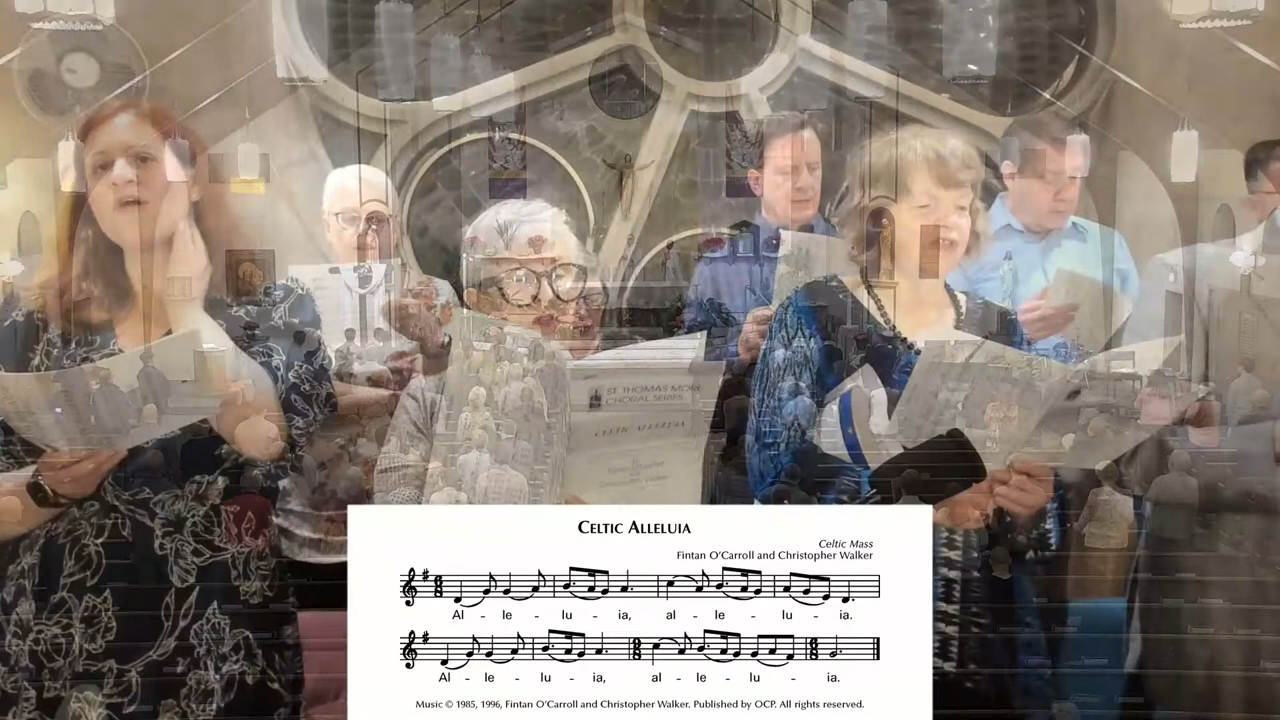 ST. THOMAS MORE
CHORAL SERIES
CELTIC ALLELUIA
CELTIC ALLELUIA
Celtic Mass
Fintan O'Carroll and Christopher Walker
Al - le - lu - ia, al - le - lu - ia.
Al - le - lu - ia, al - le - lu - ia.
Music © 1985, 1996, Fintan O'Carroll and Christopher Walker. Published by OCP. All rights reserved.